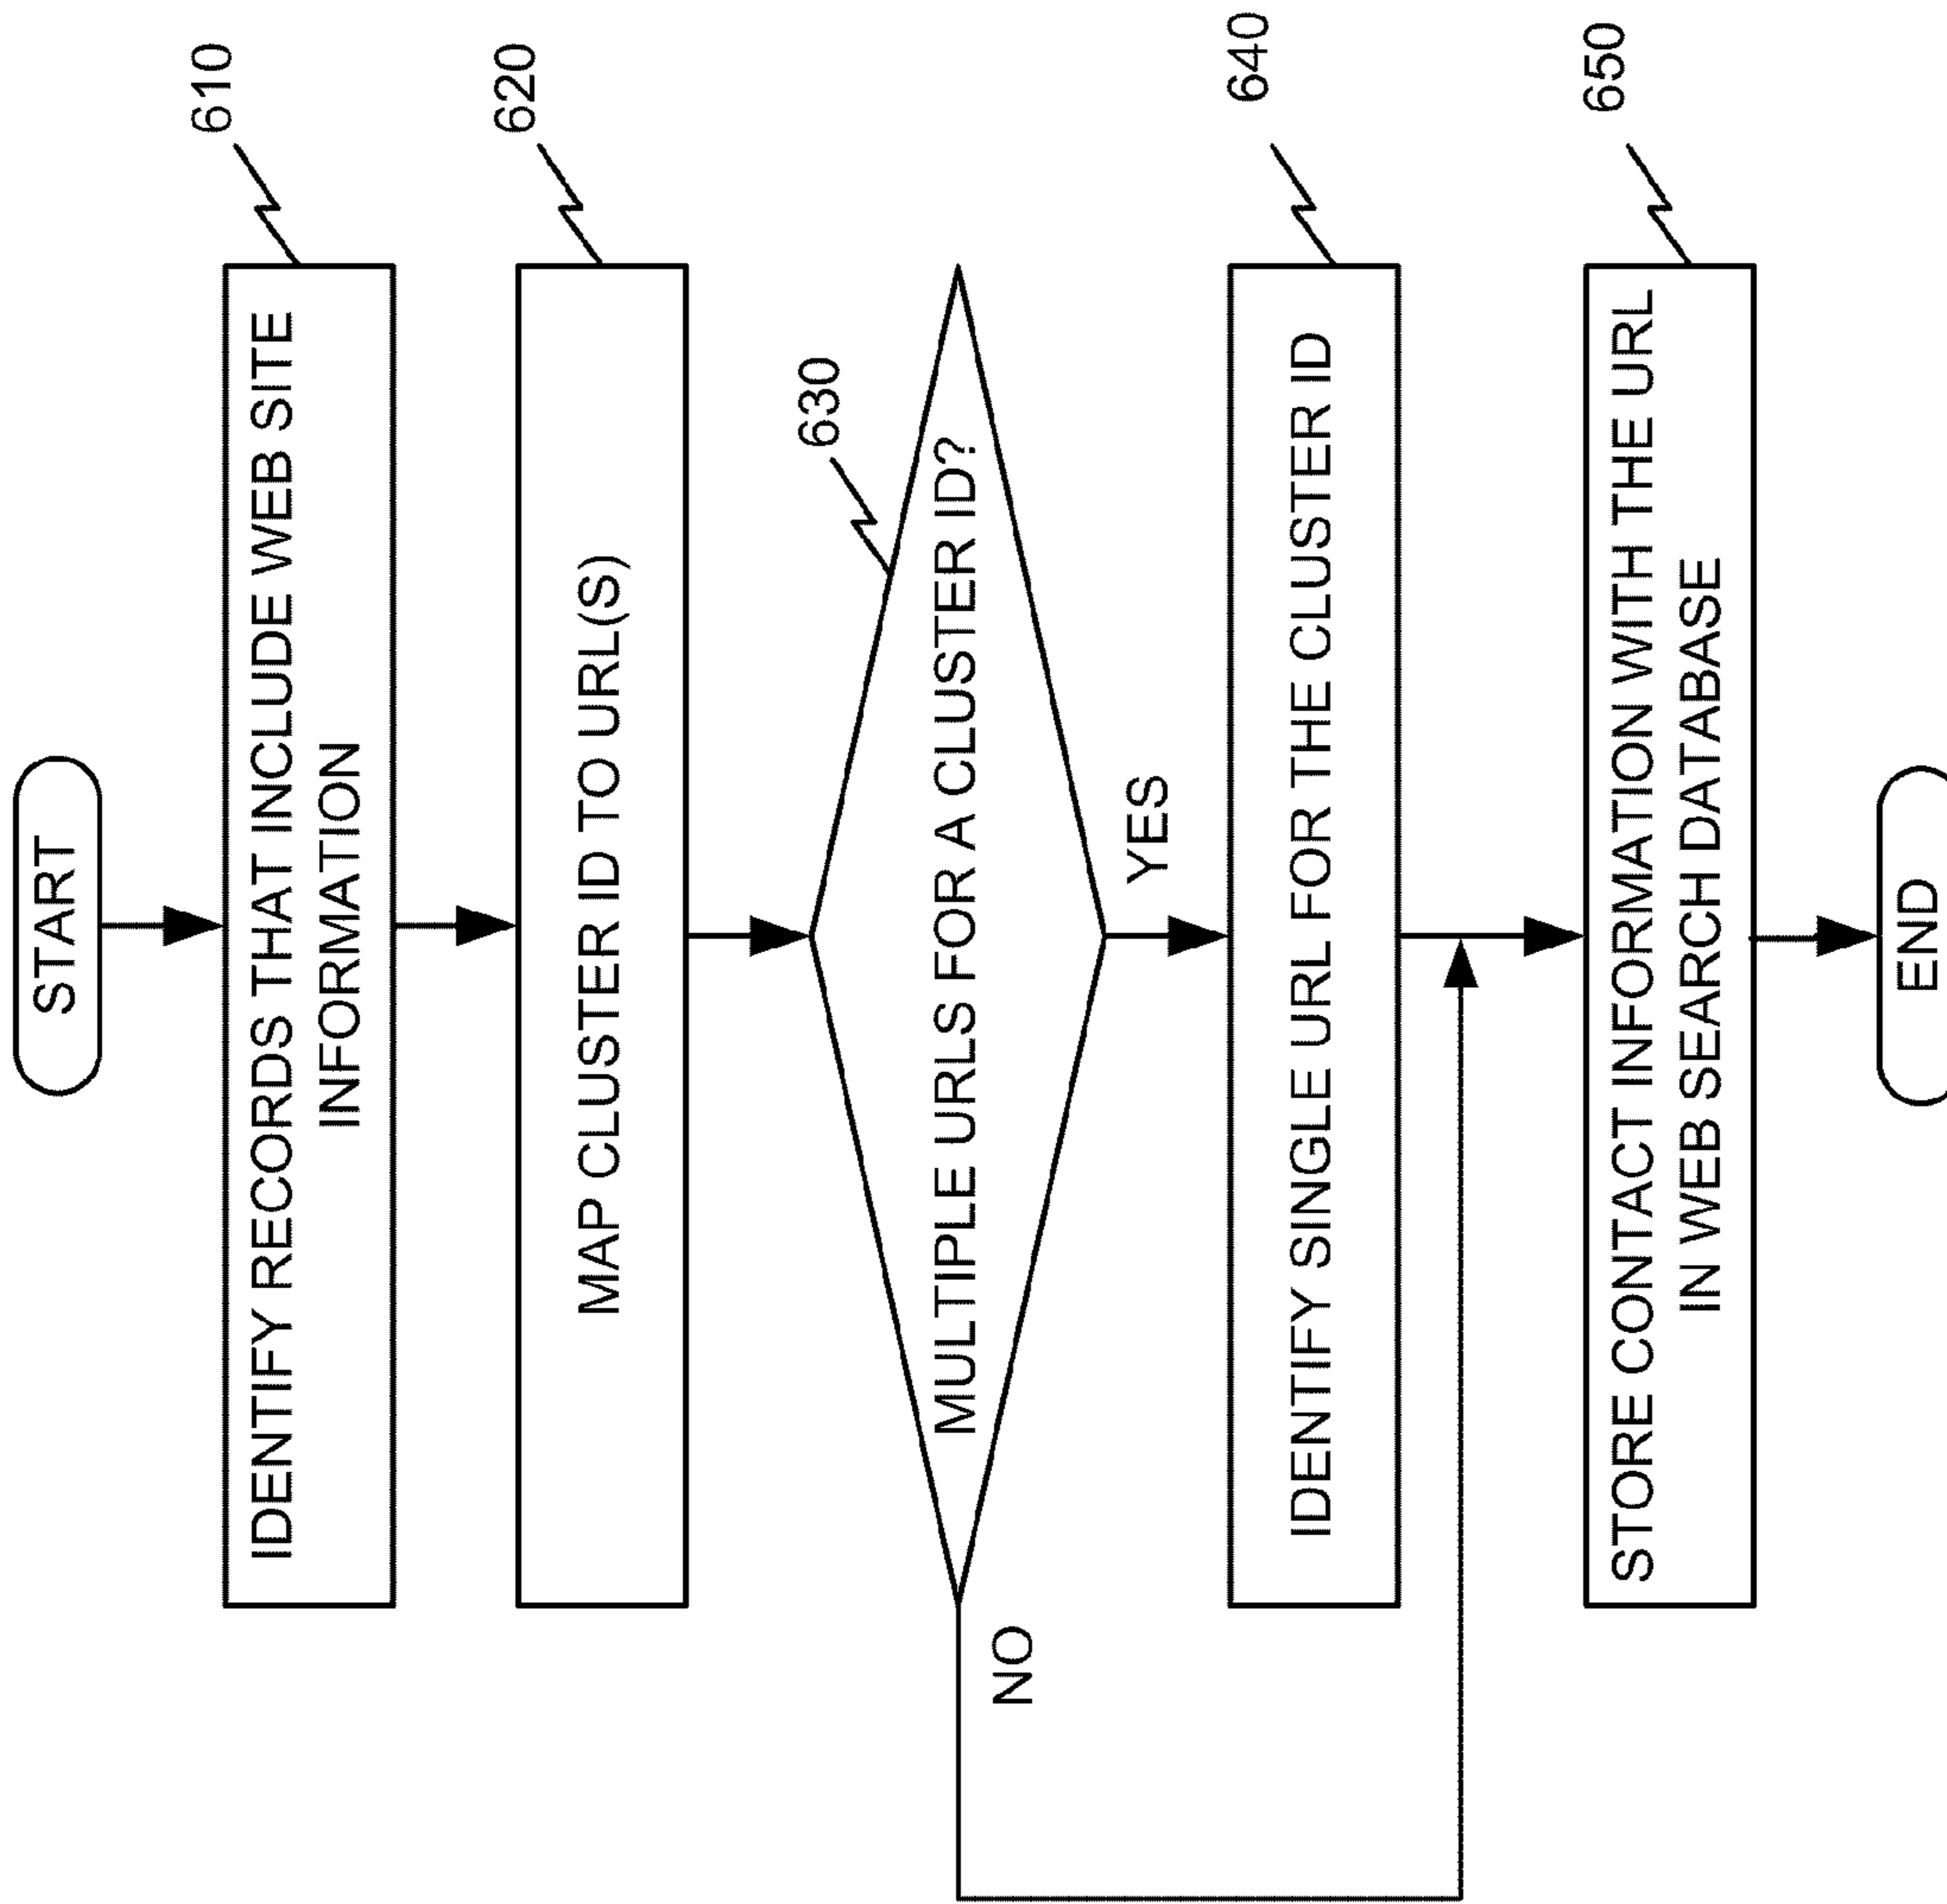 START
610
IDENTIFY RECORDS THAT INCLUDE WEB SITE
INFORMATION
620
MAP CLUSTER ID TO URL(S)
630
MULTIPLE URLS FOR A CLUSTER ID?
NO
YES
640
IDENTIFY SINGLE URL FOR THE CLUSTER ID
650
STORE CONTACT INFORMATION WITH THE URL
IN WEB SEARCH DATABASE
END